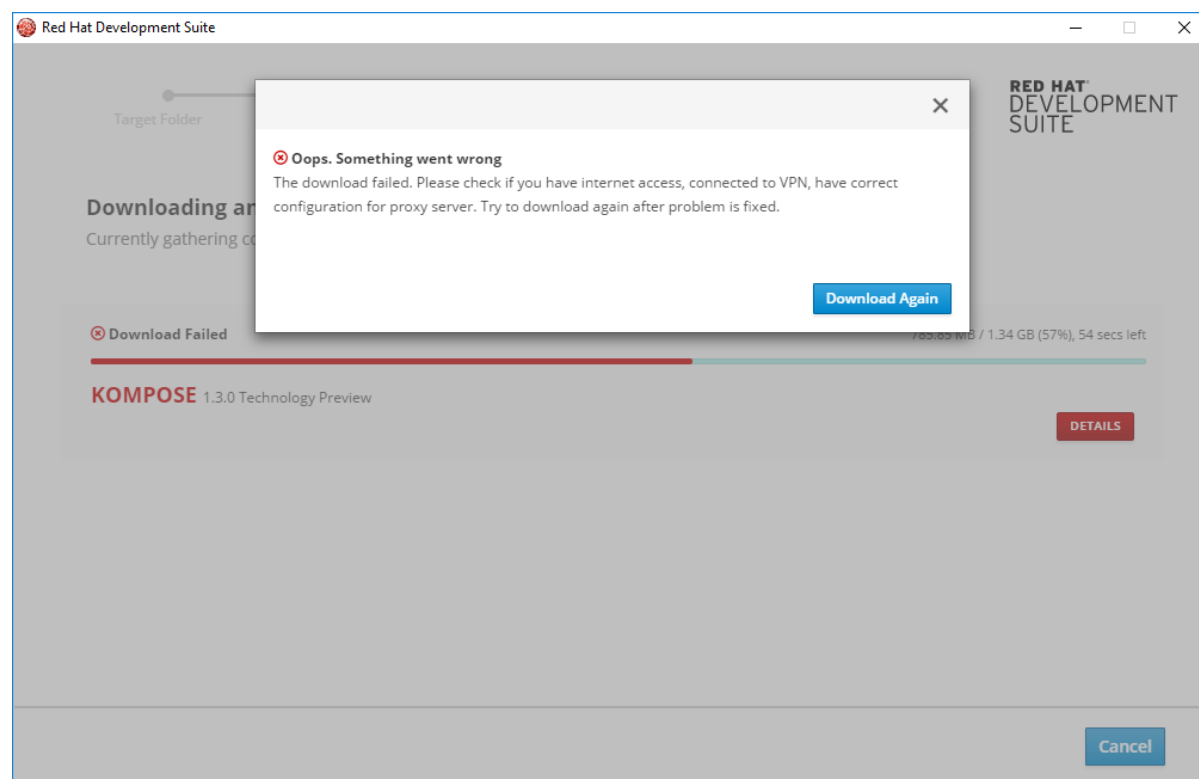 Red Hat Development Suite
Target Folder
RED HAT
DEVELOPMENT
SUITE
Oops. Something went wrong
The download failed. Please check if you have internet access, connected to VPN, have correct
configuration for proxy server. Try to download again after problem is fixed.
Download Again
Downloading an
Currently gathering co
Download Failed
785.85 MB / 1.34 GB (57%), 54 secs left
KOMPOSE 1.3.0 Technology Preview
DETAILS
Cancel